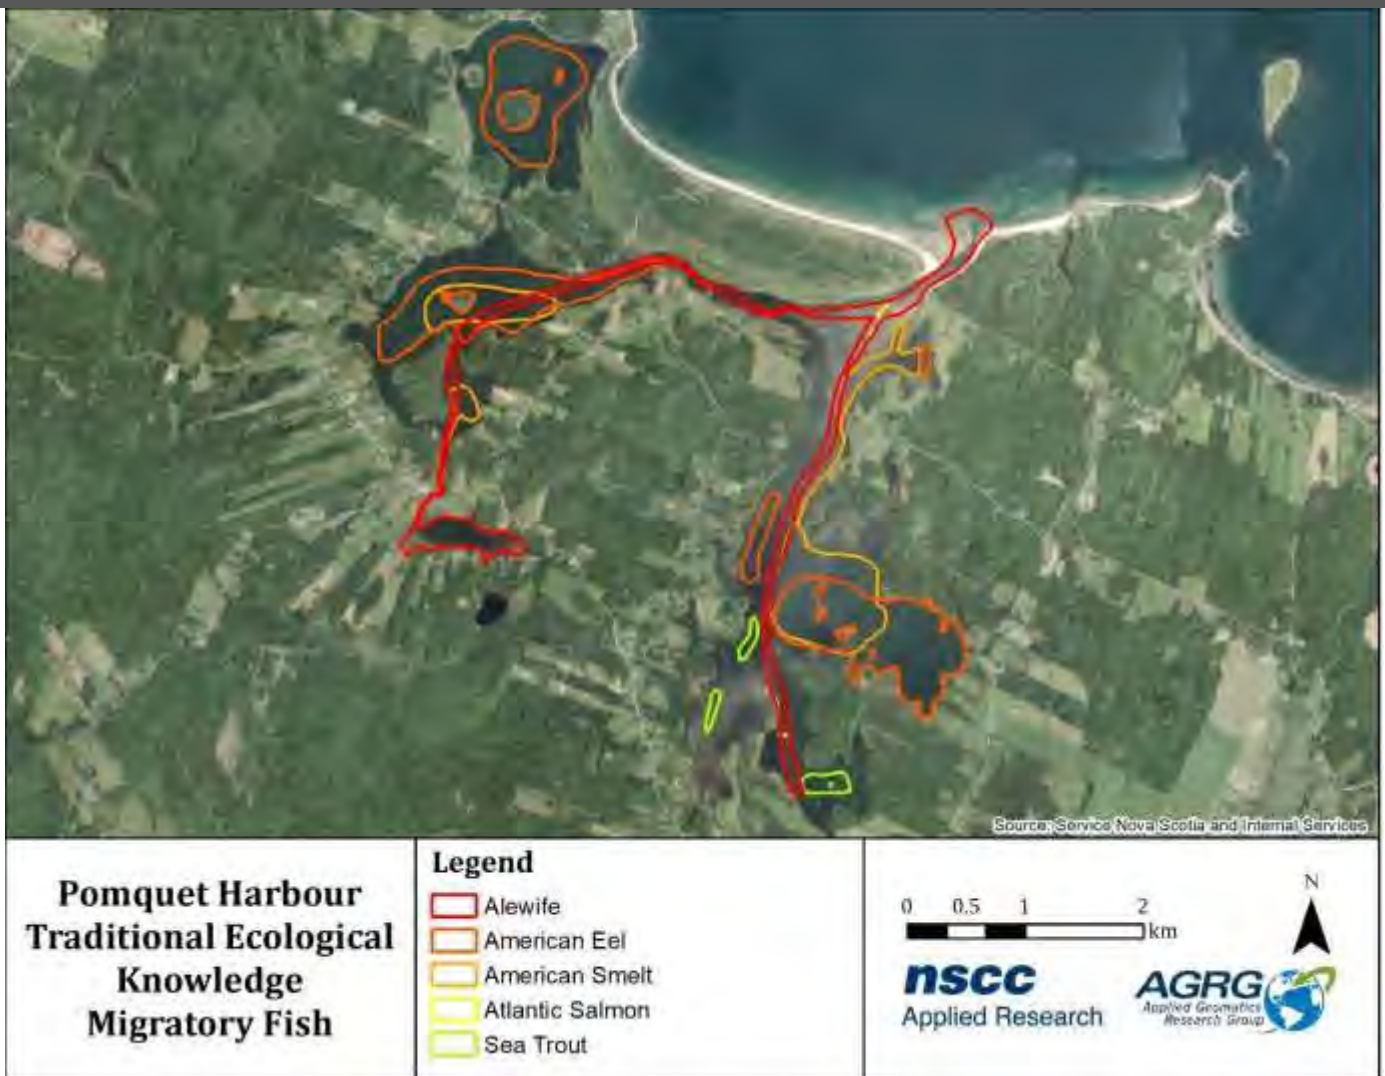 Source: Service Nova Scotia and Internal Services
Pomquet Harbour
Traditional Ecological
Knowledge
Migratory Fish
Legend
Alewife
American Eel
American Smelt
Atlantic Salmon
Sea Trout
0 0.5 1 2
km
N
nscc
Applied Research
AGRG
Applied Geomatics
Research Group